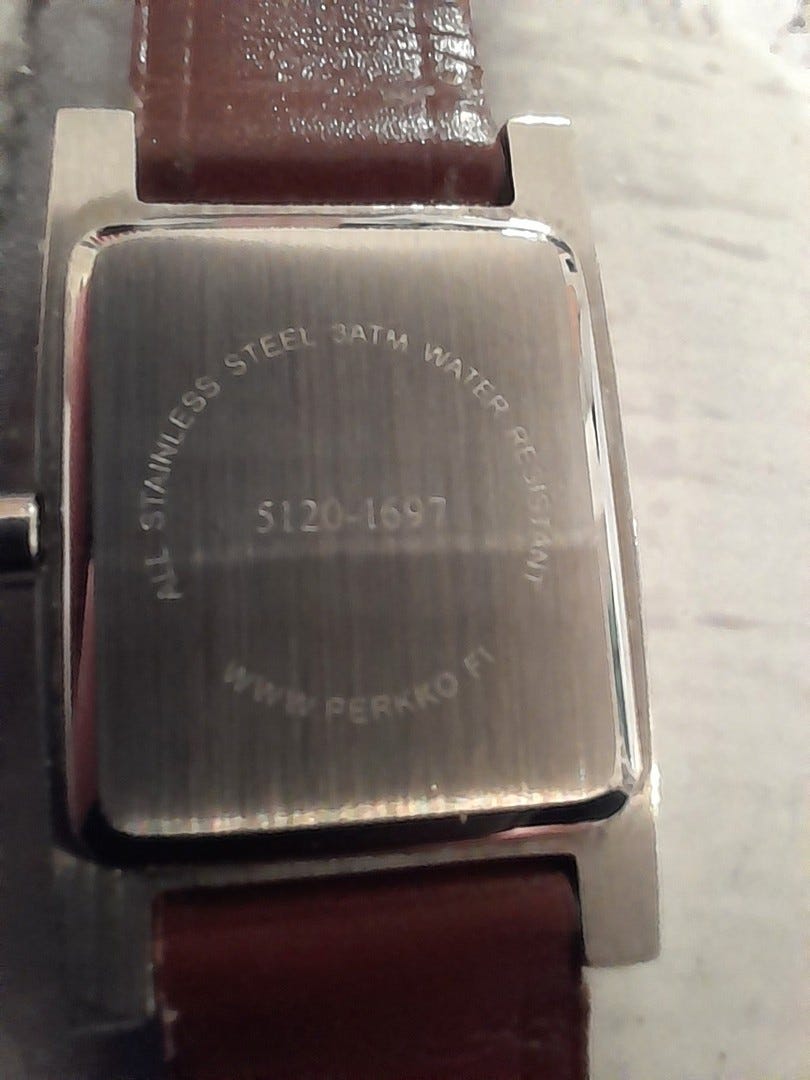 ALL STAINLESS STEEL 3ATM WATER RESISTANT
5120-1697
WWW.PERKKO.FI